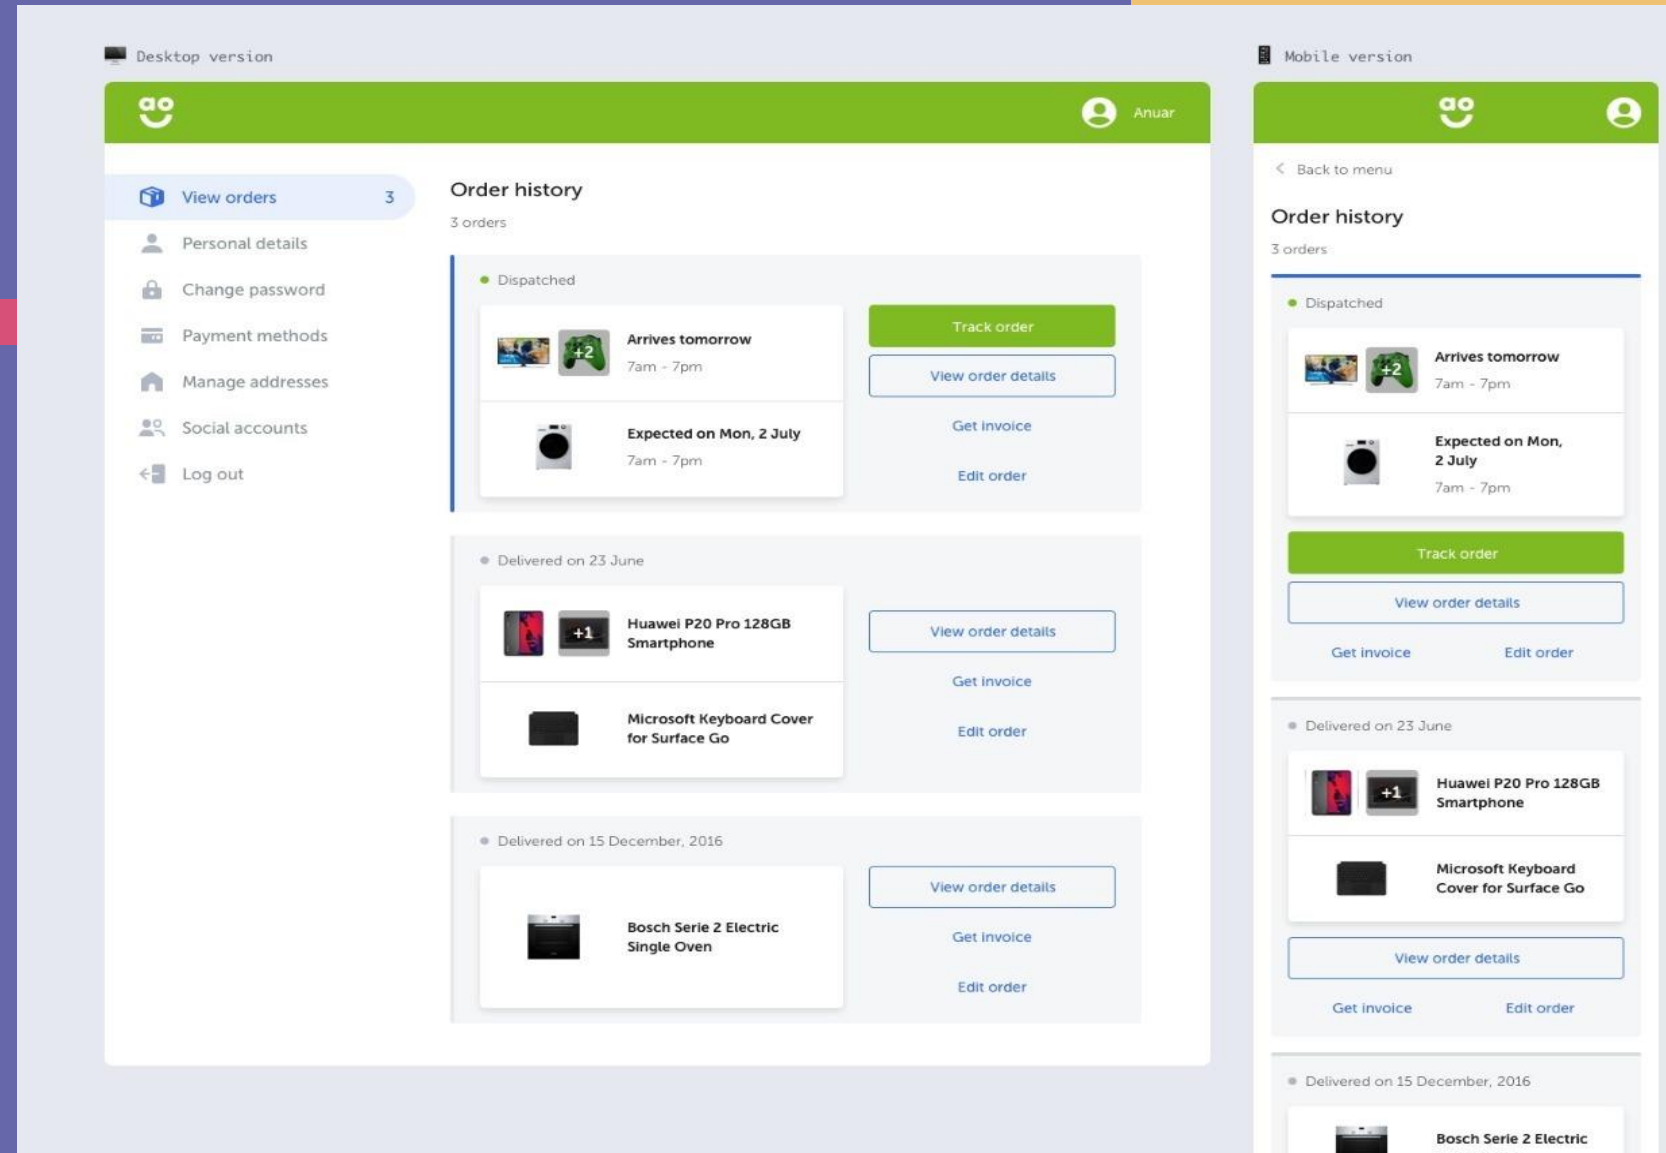 Desktop version
ao
Anuar
View orders 3
Personal details
Change password
Payment methods
Manage addresses
Social accounts
Log out
Order history
3 orders
Dispatched
+2
Arrives tomorrow
7am - 7pm
Expected on Mon, 2 July
7am - 7pm
Track order
View order details
Get invoice
Edit order
Delivered on 23 June
+1
Huawei P20 Pro 128GB
Smartphone
Microsoft Keyboard Cover
for Surface Go
View order details
Get invoice
Edit order
Delivered on 15 December, 2016
Bosch Serie 2 Electric
Single Oven
View order details
Get invoice
Edit order
Mobile version
ao
Back to menu
Order history
3 orders
Dispatched
+2
Arrives tomorrow
7am - 7pm
Expected on Mon,
2 July
7am - 7pm
Track order
View order details
Get invoice Edit order
Delivered on 23 June
+1
Huawei P20 Pro 128GB
Smartphone
Microsoft Keyboard
Cover for Surface Go
View order details
Get invoice Edit order
Delivered on 15 December, 2016
Bosch Serie 2 Electric